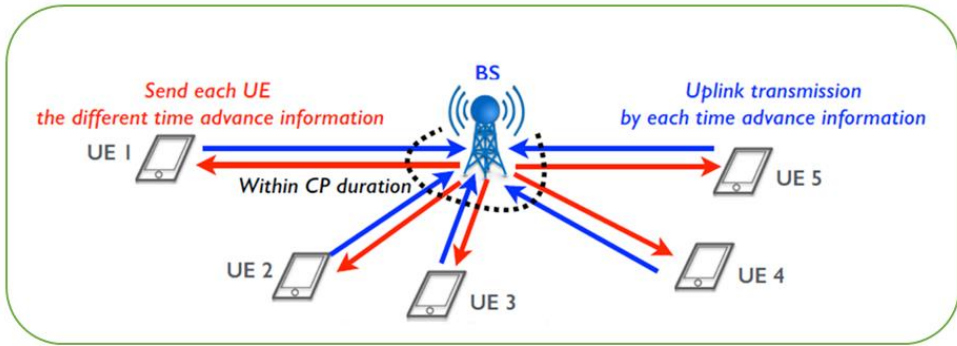 BS
Send each UE
the different time advance information
Uplink transmission
by each time advance information
UE 1
UE 5
Within CP duration
UE 2
UE 3
UE 4